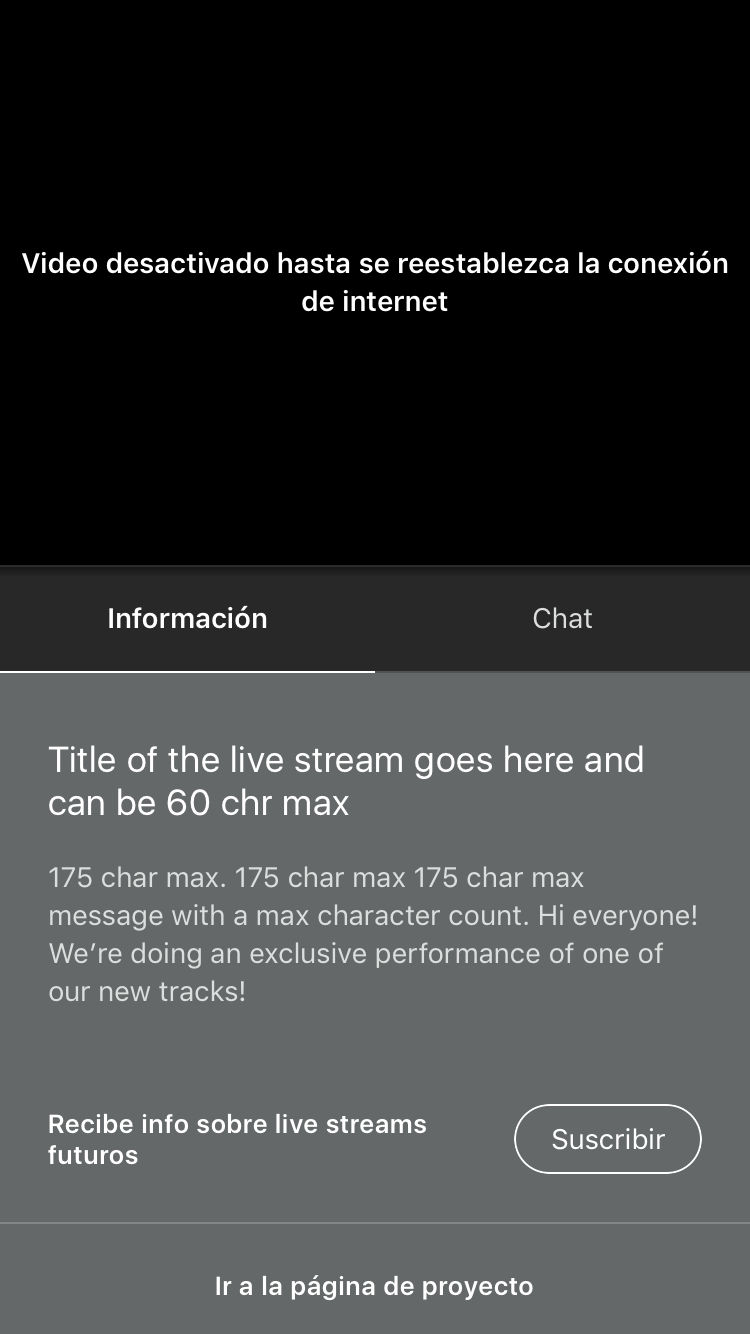 Video desactivado hasta se reestablezca la conexión
de internet
Información
Chat
Title of the live stream goes here and
can be 60 chr max
175 char max. 175 char max 175 char max
message with a max character count. Hi everyone!
We’re doing an exclusive performance of one of
our new tracks!
Recibe info sobre live streams
futuros
Suscribir
Ir a la página de proyecto